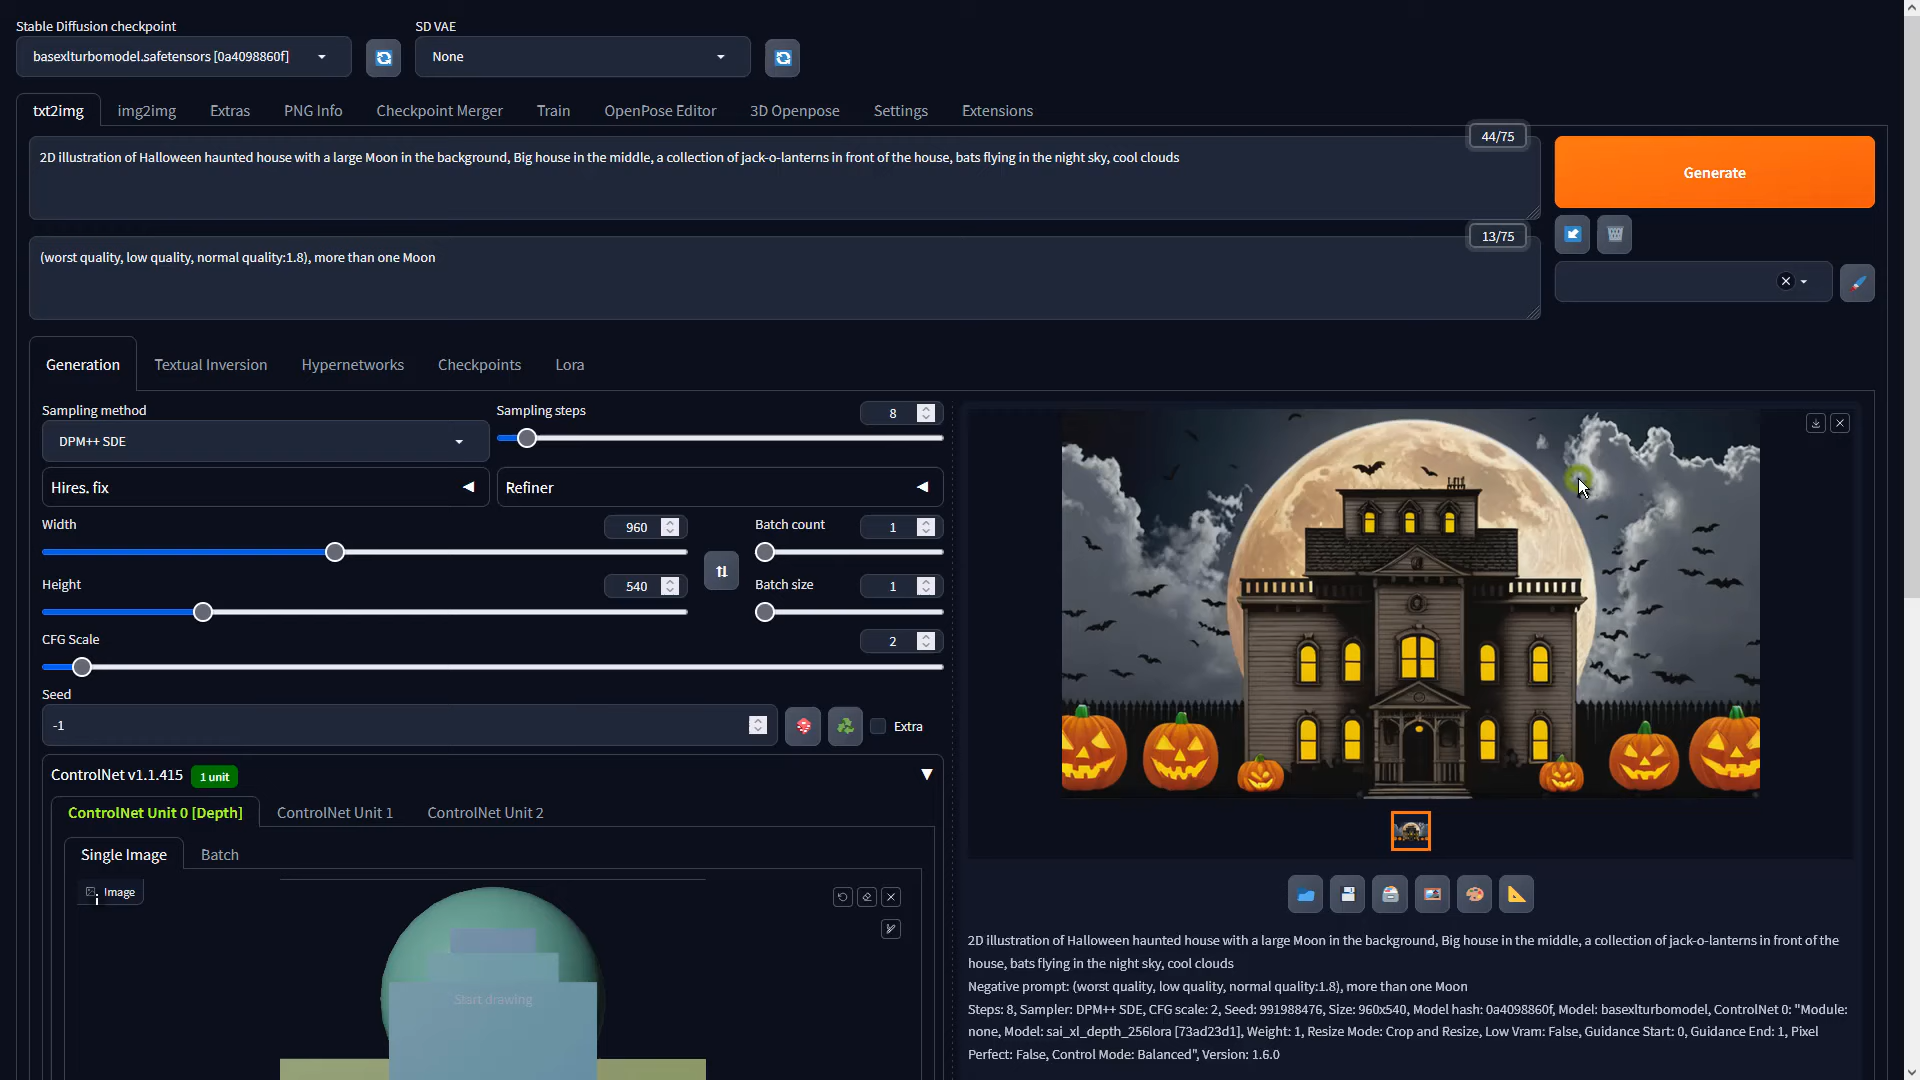 Stable Diffusion checkpoint
SD VAE
basexlturbomodel.safetensors [0a4098860f]
None
txt2img
img2img
Extras
PNG Info
Checkpoint Merger
Train
OpenPose Editor
3D Openpose
Settings
Extensions
44/75
2D illustration of Halloween haunted house with a large Moon in the background, Big house in the middle, a collection of jack-o-lanterns in front of the house, bats flying in the night sky, cool clouds
Generate
13/75
(worst quality, low quality, normal quality:1.8), more than one Moon
Generation
Textual Inversion
Hypernetworks
Checkpoints
Lora
Sampling method
Sampling steps
8
DPM++ SDE
Hires. fix
Refiner
Width
960
Batch count
1
Height
540
Batch size
1
CFG Scale
2
Seed
-1
Extra
ControlNet v1.1.415
1 unit
ControlNet Unit 0 [Depth]
ControlNet Unit 1
ControlNet Unit 2
Single Image
Batch
Image
Start drawing
2D illustration of Halloween haunted house with a large Moon in the background, Big house in the middle, a collection of jack-o-lanterns in front of the
house, bats flying in the night sky, cool clouds
Negative prompt: (worst quality, low quality, normal quality:1.8), more than one Moon
Steps: 8, Sampler: DPM++ SDE, CFG scale: 2, Seed: 991988476, Size: 960x540, Model hash: 0a4098860f, Model: basexlturbomodel, ControlNet 0: "Module:
none, Model: sai_xl_depth_256lora [73ad23d1], Weight: 1, Resize Mode: Crop and Resize, Low Vram: False, Guidance Start: 0, Guidance End: 1, Pixel
Perfect: False, Control Mode: Balanced", Version: 1.6.0